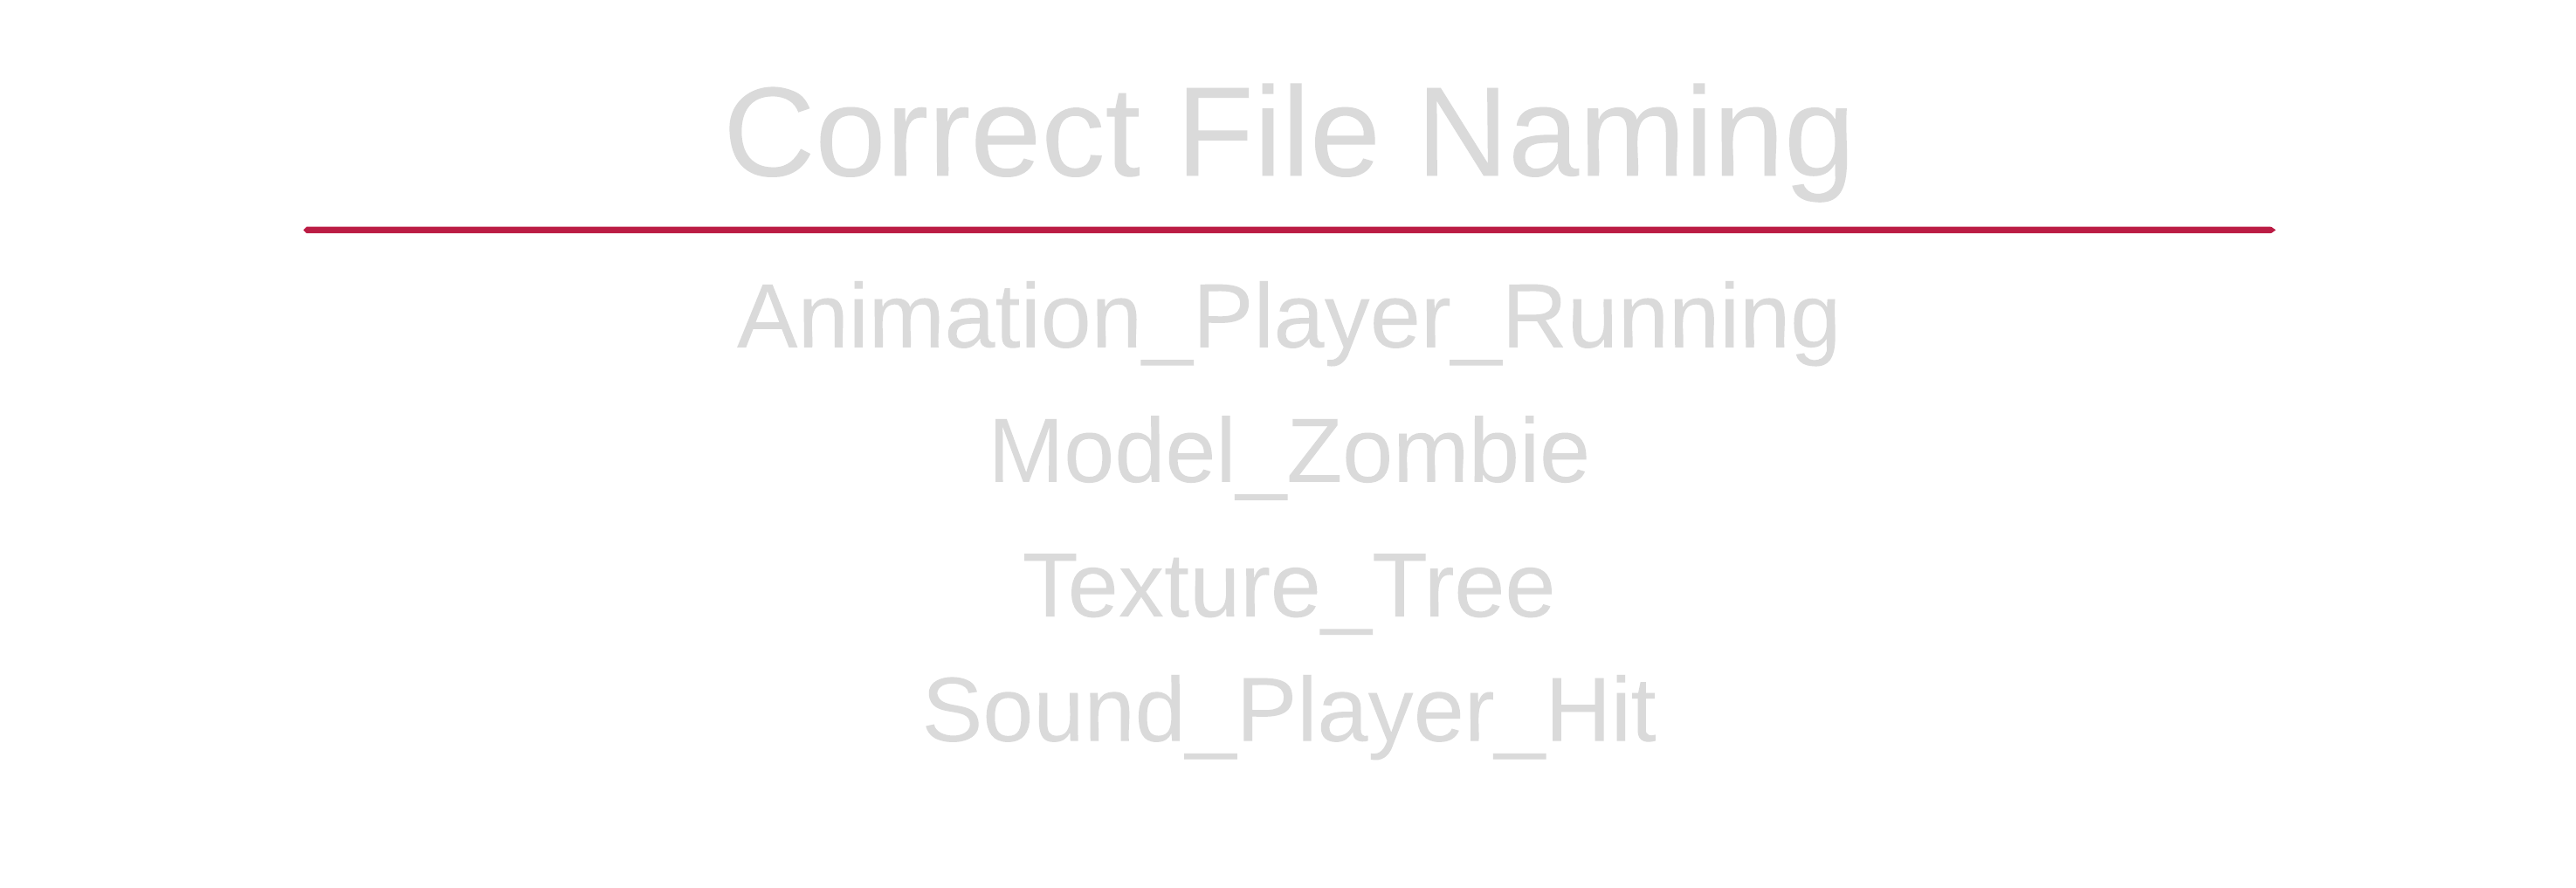 Correct File Naming
Animation_Player_Running
Model_Zombie
Texture_Tree
Sound_Player_Hit